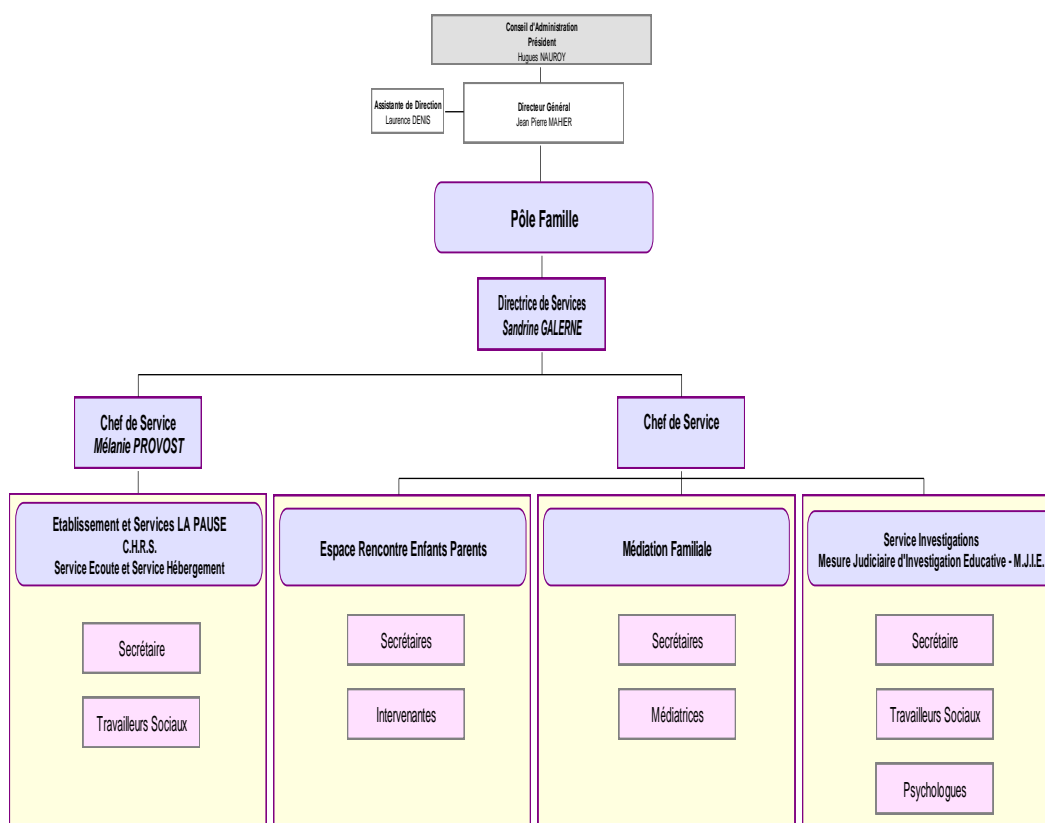 Conseil d'Administration
Président
Hugues NAUROY
Assistante de Direction
Laurence DENIS
Directeur Général
Jean Pierre MAHIER
Pôle Famille
Directrice de Services
Sandrine GALERNE
Chef de Service
Mélanie PROVOST
Chef de Service
Etablissement et Services LA PAUSE
C.H.R.S.
Service Ecoute et Service Hébergement
Secrétaire
Travailleurs Sociaux
Espace Rencontre Enfants Parents
Secrétaires
Intervenantes
Médiation Familiale
Secrétaires
Médiatrices
Service Investigations
Mesure Judiciaire d'Investigation Educative - M.J.I.E.
Secrétaire
Travailleurs Sociaux
Psychologues